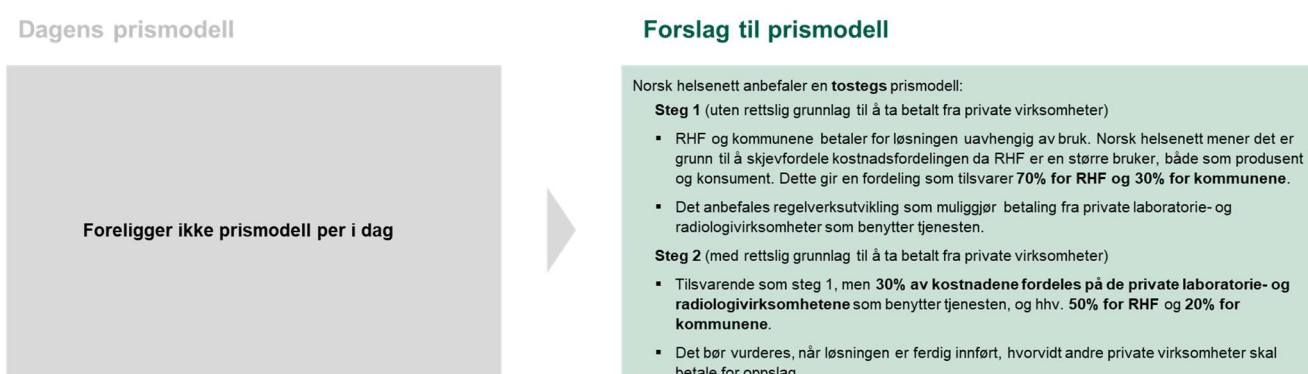 Dagens prismodell
Forslag til prismodell
Foreligger ikke prismodell per i dag
Norsk helsenett anbefaler en tostegs prismodell:
Steg 1 (uten rettslig grunnlag til å ta betalt fra private virksomheter)
▪ RHF og kommunene betaler for løsningen uavhengig av bruk. Norsk helsenett mener det er
grunn til å skjevfordele kostnadsfordelingen da RHF er en større bruker, både som produsent
og konsument. Dette gir en fordeling som tilsvarer 70% for RHF og 30% for kommunene.
▪ Det anbefales regelverksutvikling som muliggjør betaling fra private laboratorie- og
radiologivirksomheter som benytter tjenesten.
Steg 2 (med rettslig grunnlag til å ta betalt fra private virksomheter)
▪ Tilsvarende som steg 1, men 30% av kostnadene fordeles på de private laboratorie- og
radiologivirksomhetene som benytter tjenesten, og hhv. 50% for RHF og 20% for
kommunene.
▪ Det bør vurderes, når løsningen er ferdig innført, hvorvidt andre private virksomheter skal
betale for oppslag